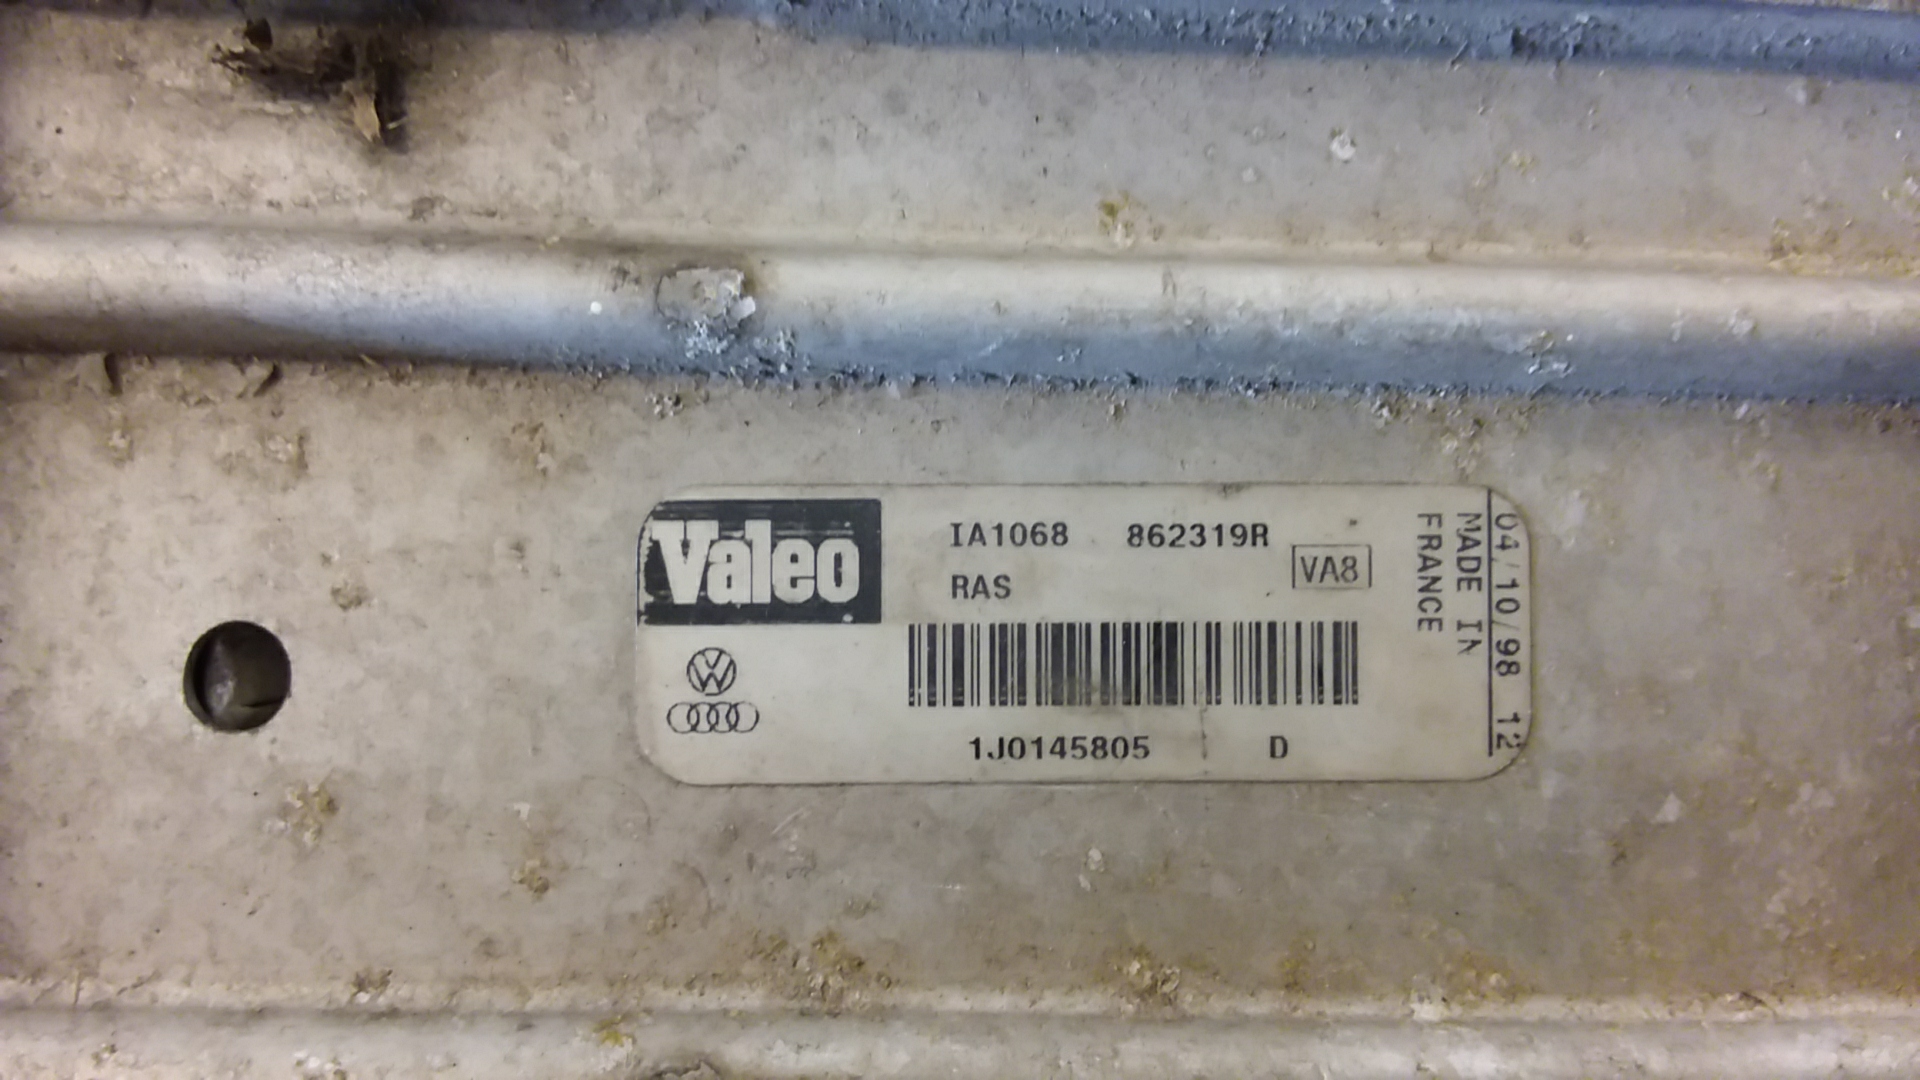 Valeo
IA1068 862319R
RAS
VA8
1J0145805 D
MADE IN
FRANCE
04/10/98 12